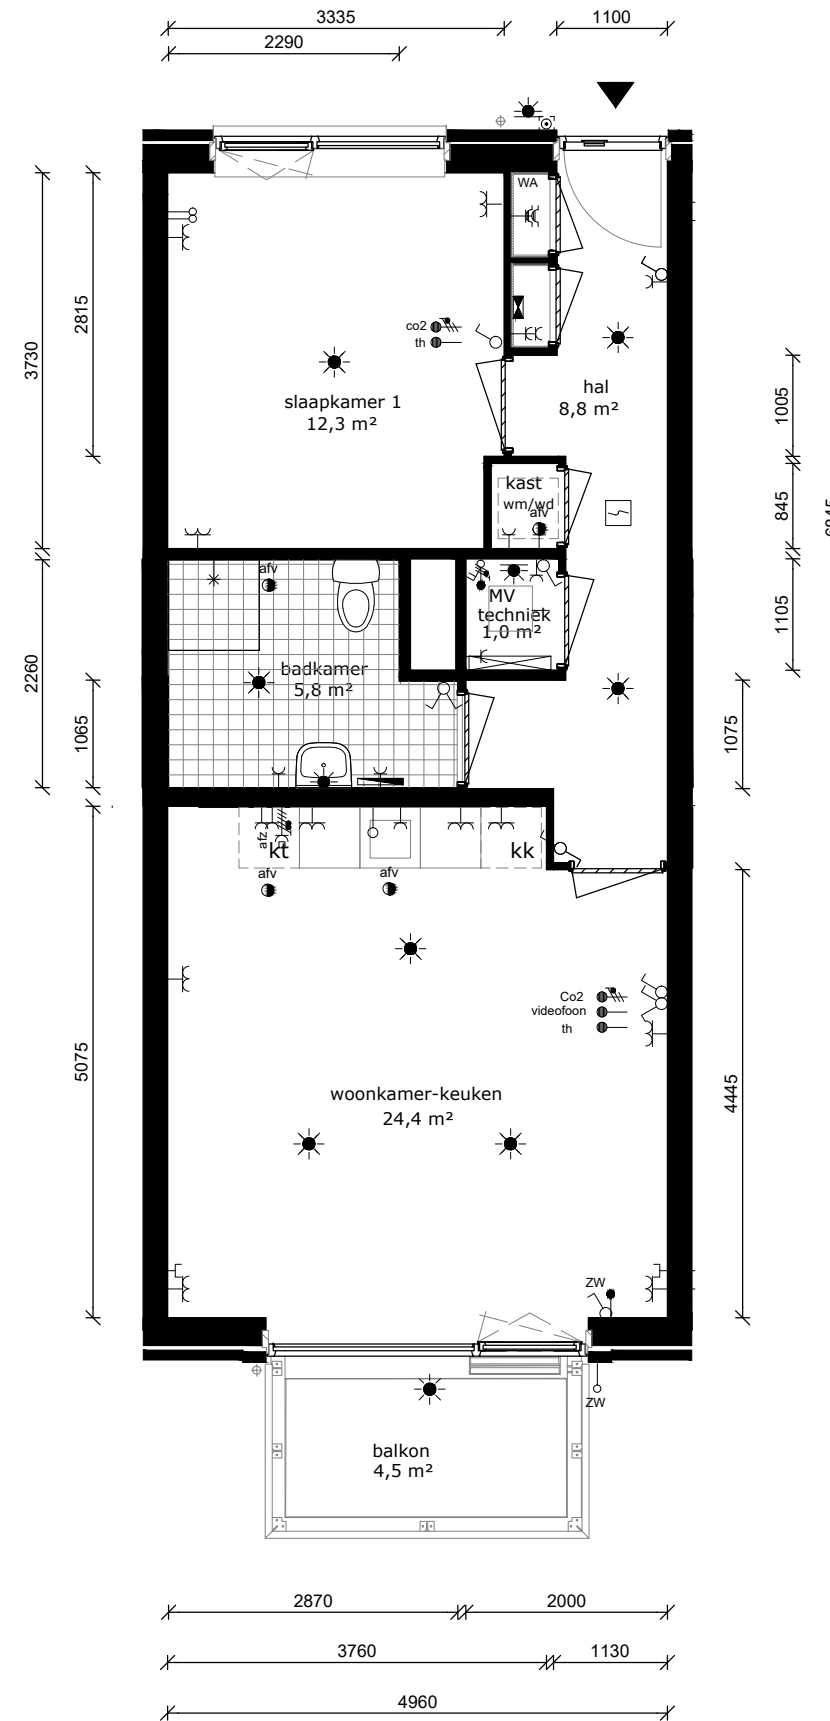 3335
1100
2290
WA
co2
th
slaapkamer 1
12,3 m²
hal
8,8 m²
3730
2815
1005
845
6845
kast
wm/wd
afv
afv
MV
techniek
1,0 m²
1105
badkamer
5,8 m²
2260
1065
1075
afz
kt
kk
afv
afv
Co2
videofoon
th
5075
4445
woonkamer-keuken
24,4 m²
ZW
ZW
balkon
4,5 m²
2870
2000
3760
1130
4960